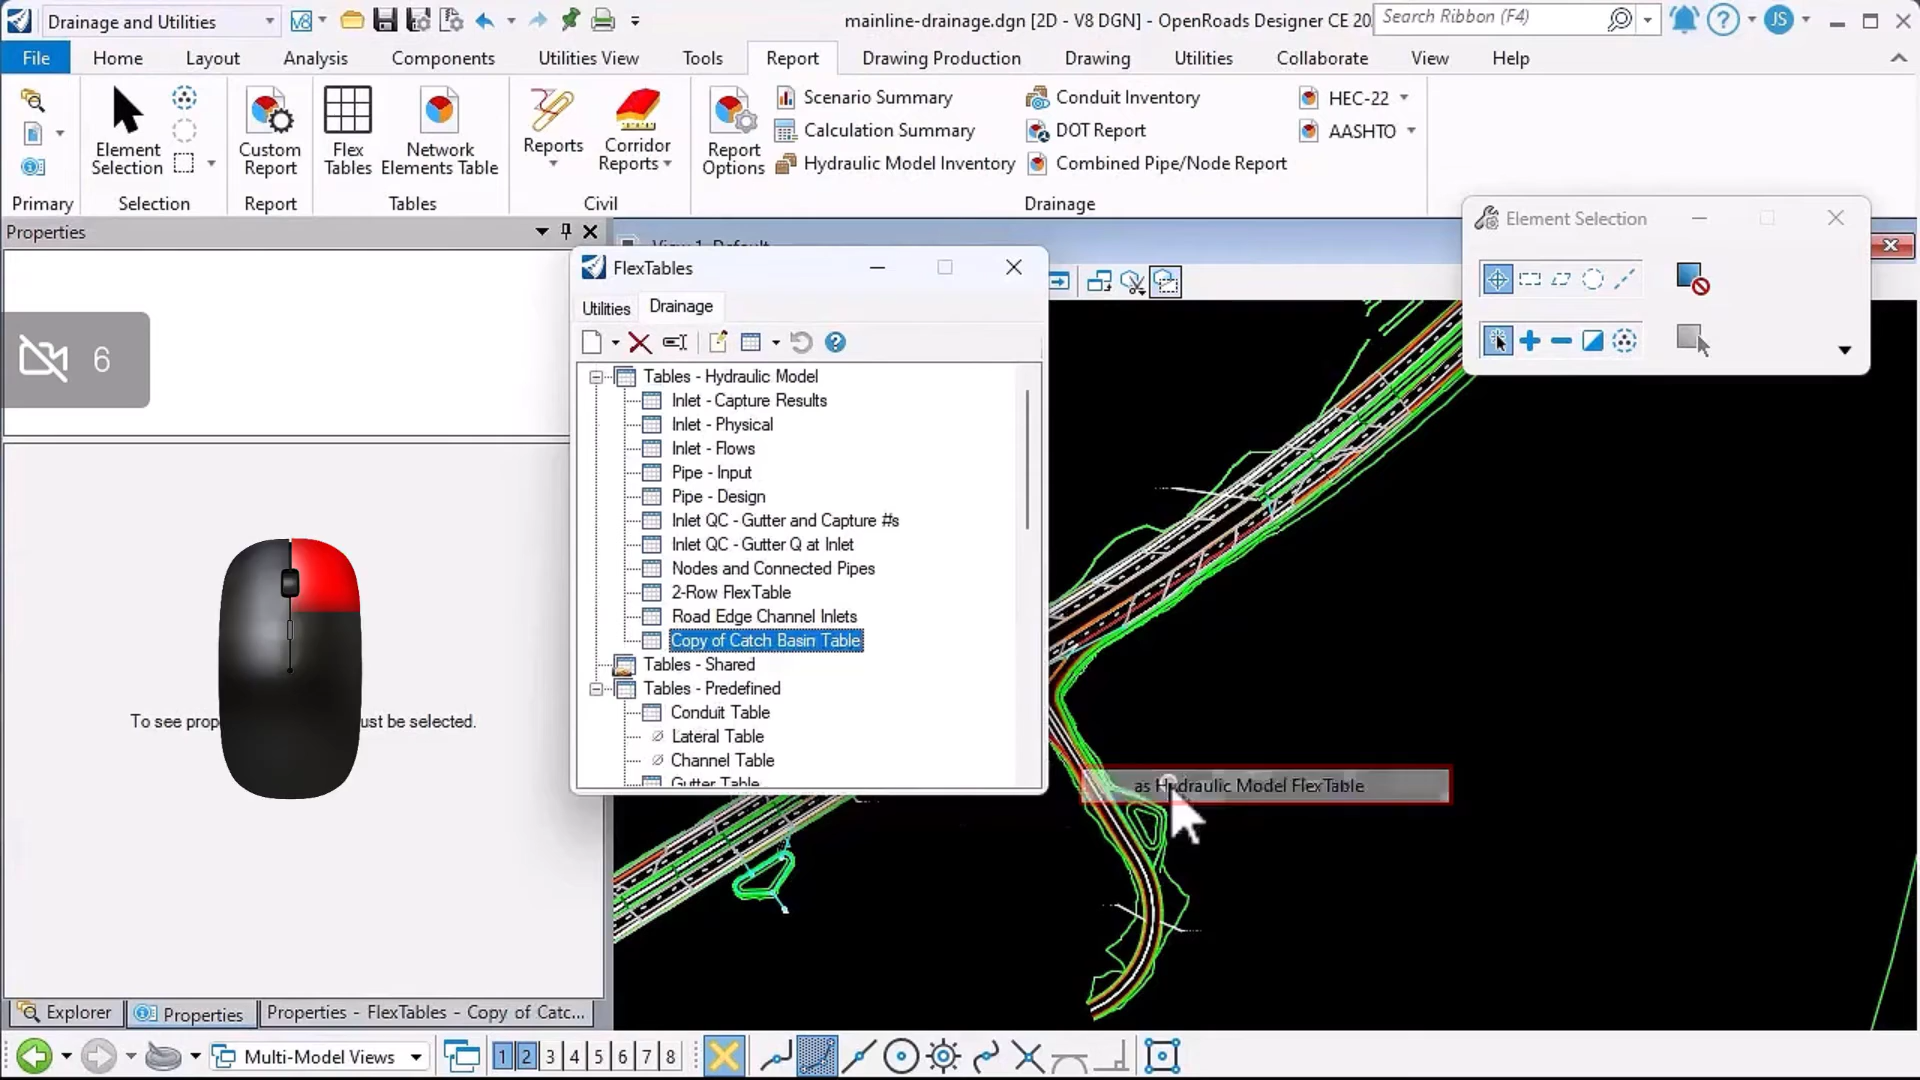 Drainage and Utilities
mainline-drainage.dgn [2D - V8 DGN] - OpenRoads Designer CE 20
Search Ribbon (F4)
JS
File Home Layout Analysis Components Utilities View Tools Report Drawing Production Drawing Utilities Collaborate View Help
Element Selection
Custom Report
Flex Tables
Network Elements Table
Reports
Corridor Reports
Report Options
Scenario Summary
Calculation Summary
Hydraulic Model Inventory
Conduit Inventory
DOT Report
Combined Pipe/Node Report
HEC-22
AASHTO
Primary Selection Report Tables Civil Drainage
Properties
View 1, Default
Element Selection
6
FlexTables
Utilities Drainage
Tables - Hydraulic Model
Inlet - Capture Results
Inlet - Physical
Inlet - Flows
Pipe - Input
Pipe - Design
Inlet QC - Gutter and Capture #s
Inlet QC - Gutter Q at Inlet
Nodes and Connected Pipes
2-Row FlexTable
Road Edge Channel Inlets
Copy of Catch Basin Table
Tables - Shared
Tables - Predefined
Conduit Table
Lateral Table
Channel Table
Gutter Table
To see prop ust be selected.
as Hydraulic Model FlexTable
Explorer Properties Properties - FlexTables - Copy of Catc...
Multi-Model Views
1 2 3 4 5 6 7 8